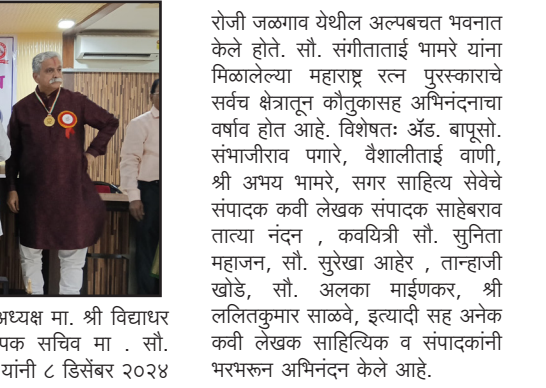 अध्यक्ष मा. श्री विद्याधर
पक सचिव मा . सौ.
यांनी ८ डिसेंबर २०२४
रोजी जळगाव येथील अल्पबचत भवनात
केले होते. सौ. संगीताताई भामरे यांना
मिळालेल्या महाराष्ट्र रत्न पुरस्काराचे
सर्वच क्षेत्रातून कौतुकासह अभिनंदनाचा
वर्षाव होत आहे. विशेषतः ॲड. बापूसो.
संभाजीराव पगारे, वैशालीताई वाणी,
श्री अभय भामरे, सगर साहित्य सेवेचे
संपादक कवी लेखक संपादक साहेबराव
तात्या नंदन , कवयित्री सौ. सुनिता
महाजन, सौ. सुरेखा आहेर , तान्हाजी
खोडे, सौ. अलका माईणकर, श्री
ललितकुमार साळवे, इत्यादी सह अनेक
कवी लेखक साहित्यिक व संपादकांनी
भरभरून अभिनंदन केले आहे.